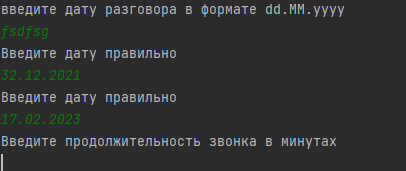 введите дату разговора в формате dd.MM.yyyy
fsdfsg
Введите дату правильно
32.12.2021
Введите дату правильно
17.02.2023
Введите продолжительность звонка в минутах